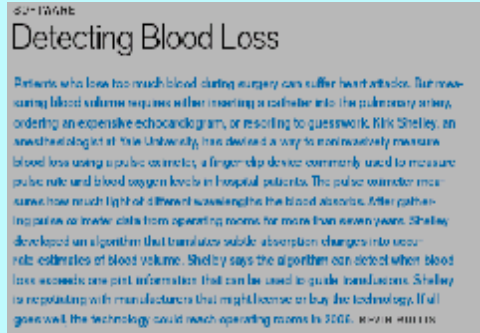 SOFTWARE
Detecting Blood Loss
Patients who lose too much blood during surgery can suffer heart attacks. But mea-
suring blood volume requires either inserting a catheter into the pulmonary artery,
ordering an expensive echocardiogram, or resorting to guesswork. Kirk Shelley, an
anesthesiologist at Yale University, has devised a way to noninvasively measure
blood loss using a pulse oximeter, a finger-clip device commonly used to measure
pulse rate and blood oxygen levels in hospital patients. The pulse oximeter mea-
sures how much light of different wavelengths the blood absorbs. After gather-
ing pulse oximeter data from operating rooms for more than seven years, Shelley
developed an algorithm that translates subtle absorption changes into accu-
rate estimates of blood volume. Shelley says the algorithm can detect when blood
loss exceeds one pint, information that can be used to guide transfusions. Shelley
is negotiating with manufacturers that might license or buy the technology. If all
goes well, the technology could reach operating rooms in 2006. KEVIN BULLIS